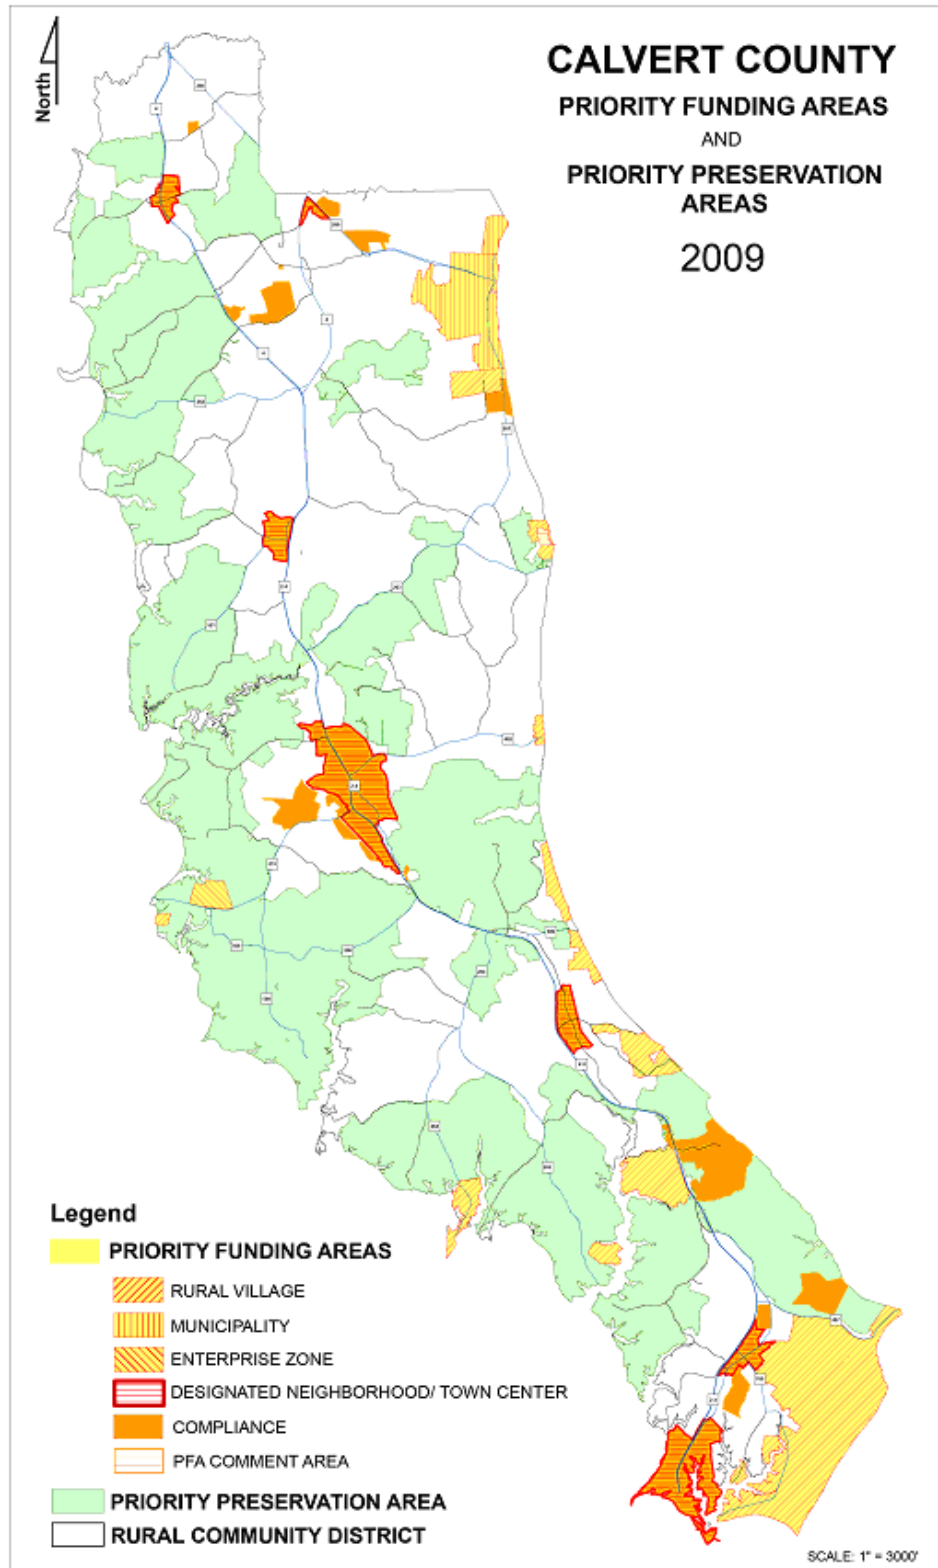 North
CALVERT COUNTY
PRIORITY FUNDING AREAS
AND
PRIORITY PRESERVATION
AREAS
2009
Legend
PRIORITY FUNDING AREAS
RURAL VILLAGE
MUNICIPALITY
ENTERPRISE ZONE
DESIGNATED NEIGHBORHOOD/ TOWN CENTER
COMPLIANCE
PFA COMMENT AREA
PRIORITY PRESERVATION AREA
RURAL COMMUNITY DISTRICT
SCALE: 1" = 3000'